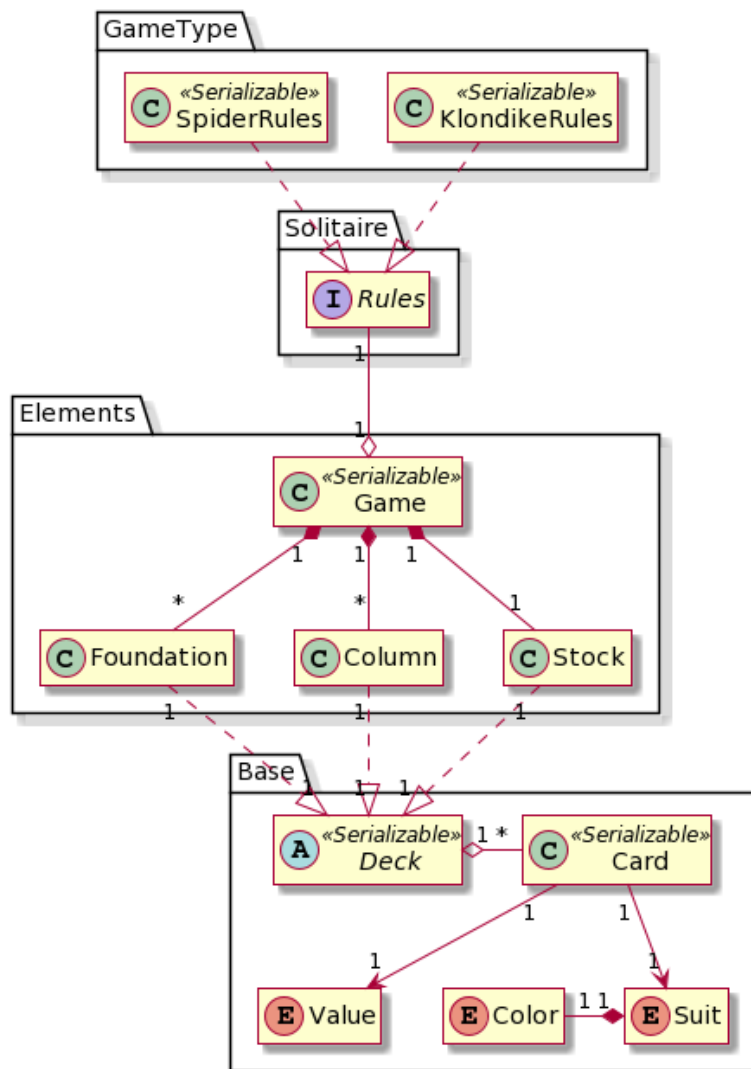 GameType
«Serializable»
C SpiderRules
«Serializable»
C KlondikeRules
Solitaire
I Rules
1
1
Elements
«Serializable»
C Game
1 1 1
* * 1
C Foundation
C Column
C Stock
1 1 1
Base
1 1 1
«Serializable»
A Deck
1 *
«Serializable»
C Card
1 1
1 1
E Value
E Color
1 1
E Suit